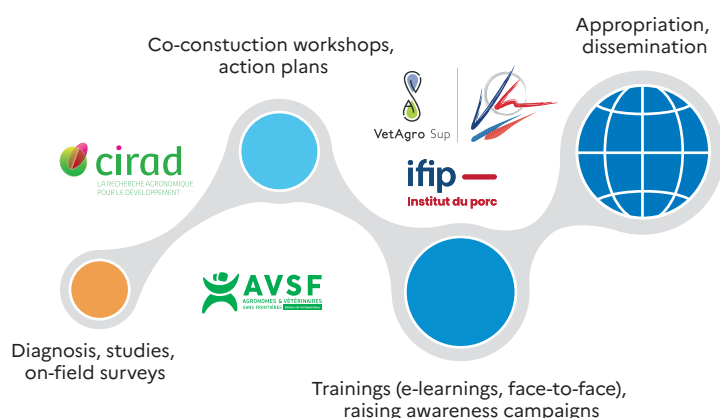 Appropriation,
dissemination
Co-constuction workshops,
action plans
VetAgro Sup
cirad
LA RECHERCHE AGRONOMIQUE
POUR LE DÉVELOPPEMENT
ifip
Institut du porc
AVSF
AGRONOMES & VÉTÉRINAIRES
SANS FRONTIÈRES
Diagnosis, studies,
on-field surveys
Trainings (e-learnings, face-to-face),
raising awareness campaigns